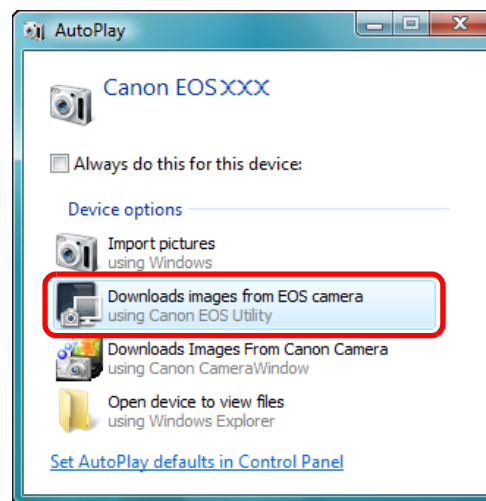 AutoPlay
Canon EOS XXX
Always do this for this device:
Device options
Import pictures
using Windows
Downloads images from EOS camera
using Canon EOS Utility
Downloads Images From Canon Camera
using Canon CameraWindow
Open device to view files
using Windows Explorer
Set AutoPlay defaults in Control Panel